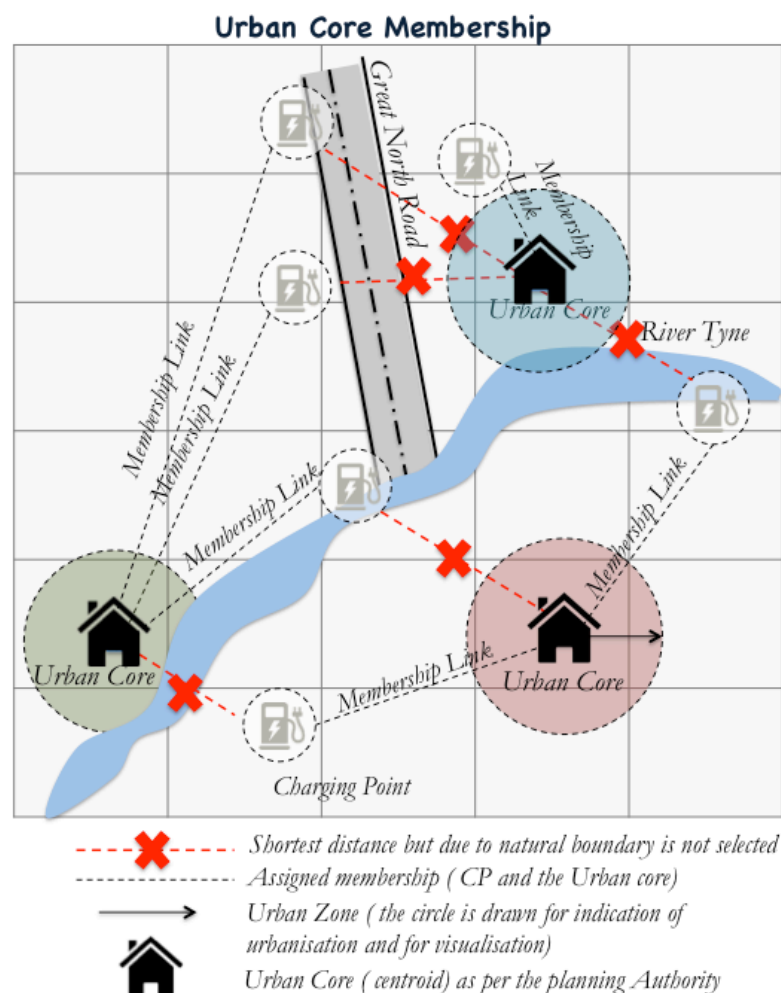 Urban Core Membership
Great North Road
Membership
Link
Urban Core
River Tyne
Membership Link
Membership Link
Membership Link
Membership Link
Urban Core
Membership Link
Urban Core
Charging Point
Shortest distance but due to natural boundary is not selected
Assigned membership ( CP and the Urban core)
Urban Zone ( the circle is drawn for indication of
urbanisation and for visualisation)
Urban Core ( centroid) as per the planning Authority